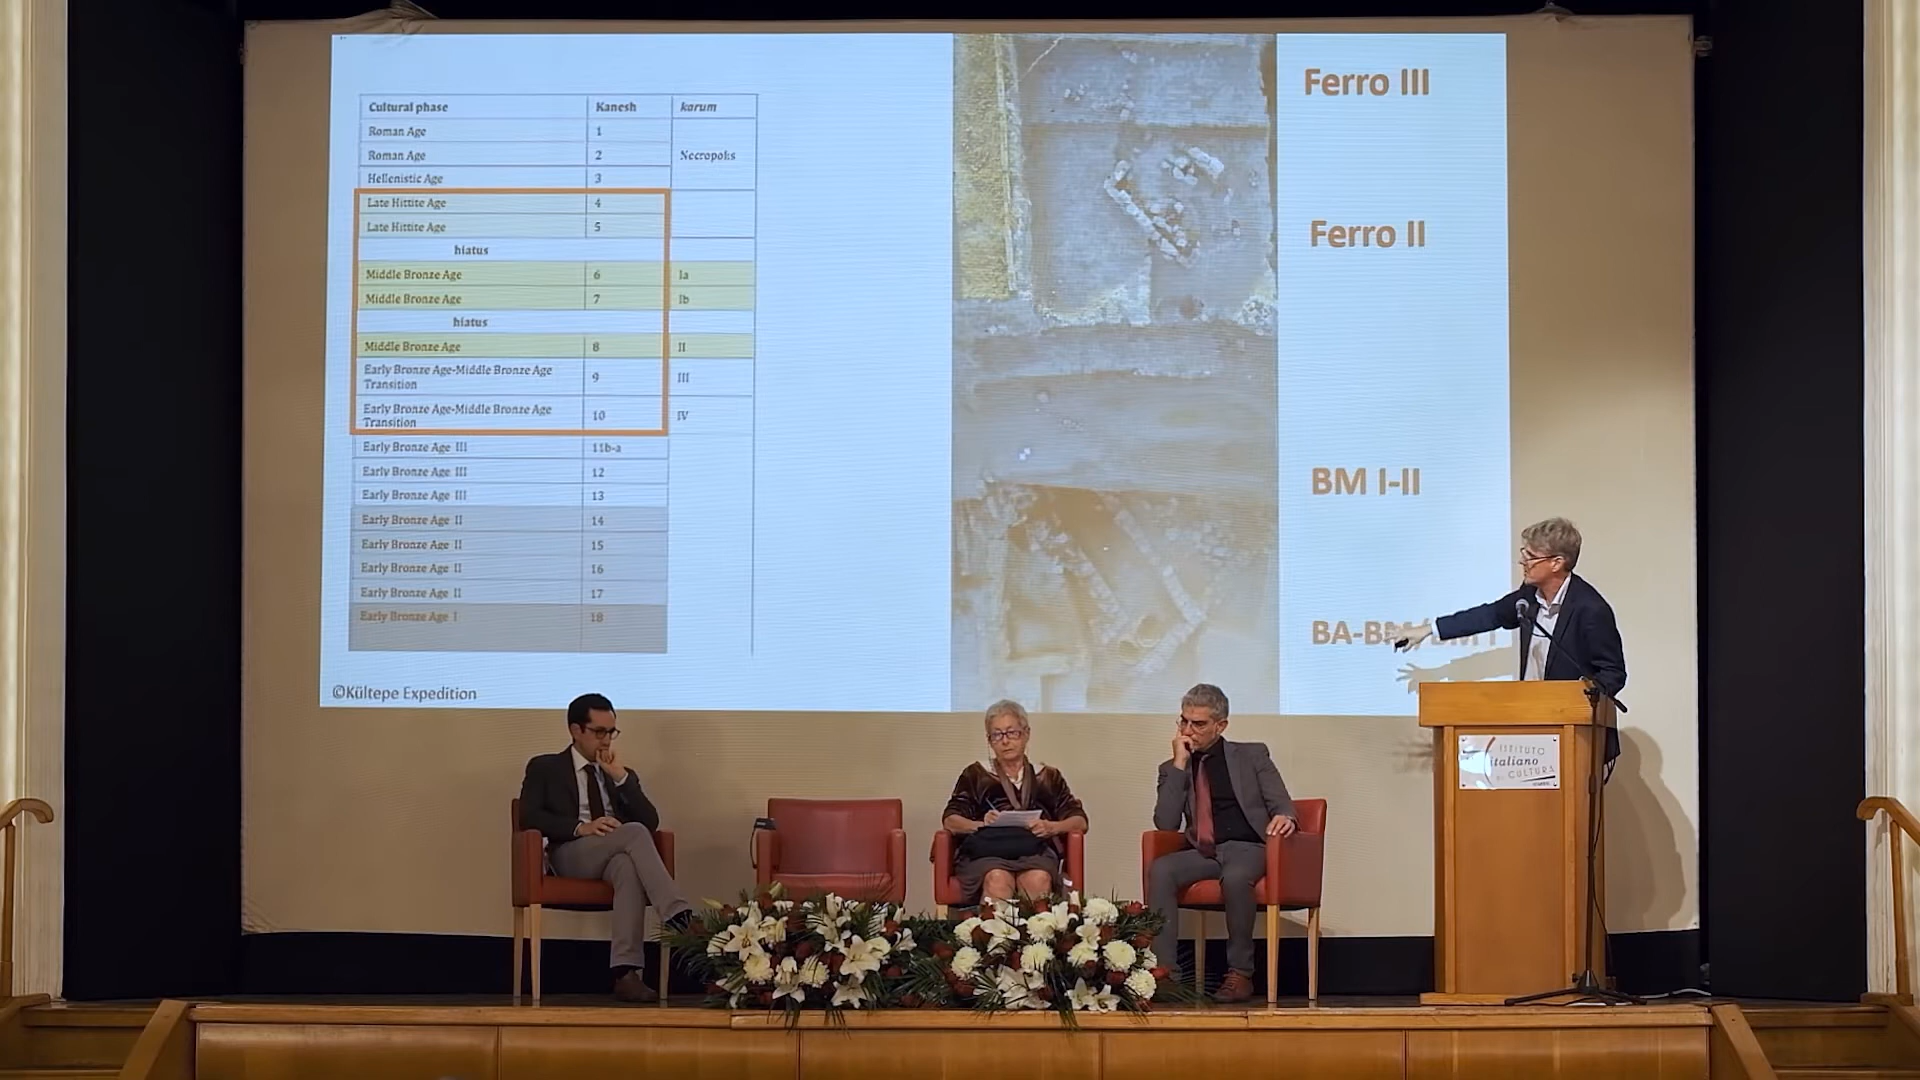 Cultural phase Kanesh karum
Roman Age 1
Roman Age 2 Necropolis
Hellenistic Age 3
Late Hittite Age 4
Late Hittite Age 5
hiatus
Middle Bronze Age 6 Ia
Middle Bronze Age 7 Ib
hiatus
Middle Bronze Age 8 II
Early Bronze Age-Middle Bronze Age
Transition 9 III
Early Bronze Age-Middle Bronze Age
Transition 10 IV
Early Bronze Age III 11b-a
Early Bronze Age III 12
Early Bronze Age III 13
Early Bronze Age II 14
Early Bronze Age II 15
Early Bronze Age II 16
Early Bronze Age II 17
Early Bronze Age I 18
©Kültepe Expedition
Ferro III
Ferro II
BM I-II
BA-BM/BM I
ISTITUTO
italiano
DI CULTURA